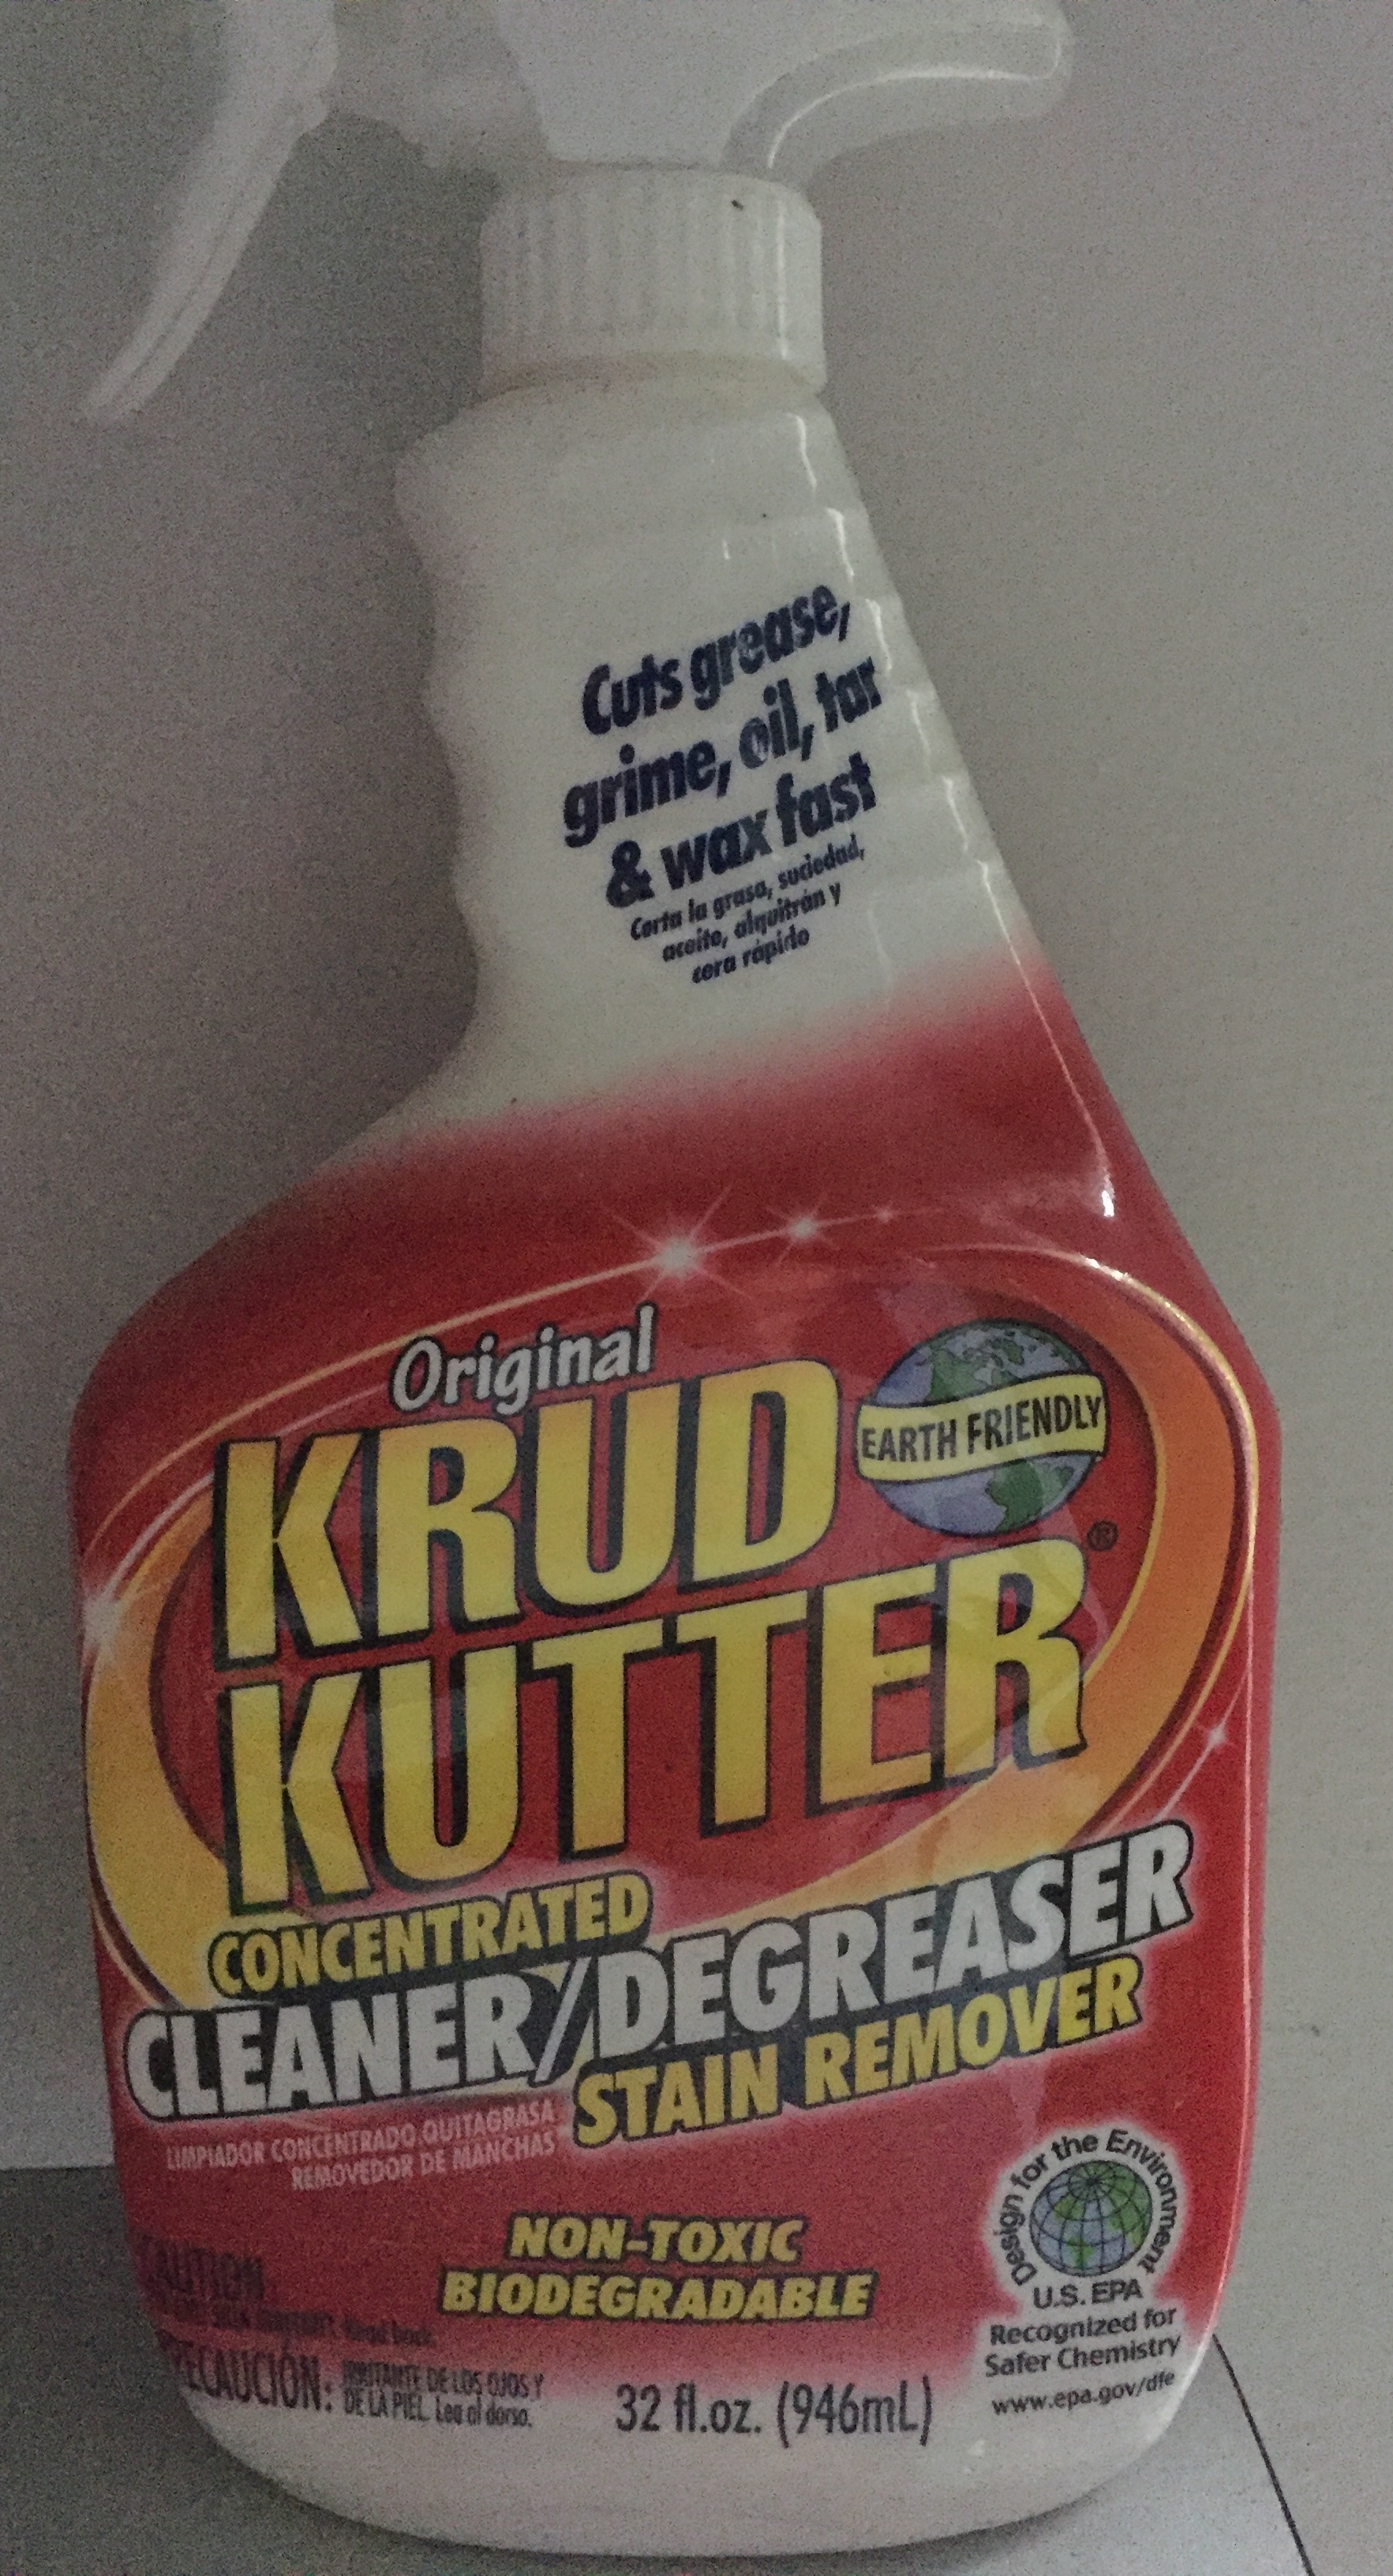 Cuts grease,
grime, oil, tar
& wax fast
Corta la grasa, suciedad,
aceite, alquitrán y
cera rápido
Original
KRUD
EARTH FRIENDLY
KUTTER®
CONCENTRATED
CLEANER/DEGREASER
STAIN REMOVER
LIMPIADOR CONCENTRADO QUITAGRASA
REMOVEDOR DE MANCHAS
NON-TOXIC
BIODEGRADABLE
Design for the Environment
U.S. EPA
Recognized for
Safer Chemistry
www.epa.gov/dfe
CAUTION
Read back.
PRECAUCIÓN: IRRITANTE DE LOS OJOS Y
DE LA PIEL. Lea al dorso.
32 fl.oz. (946mL)